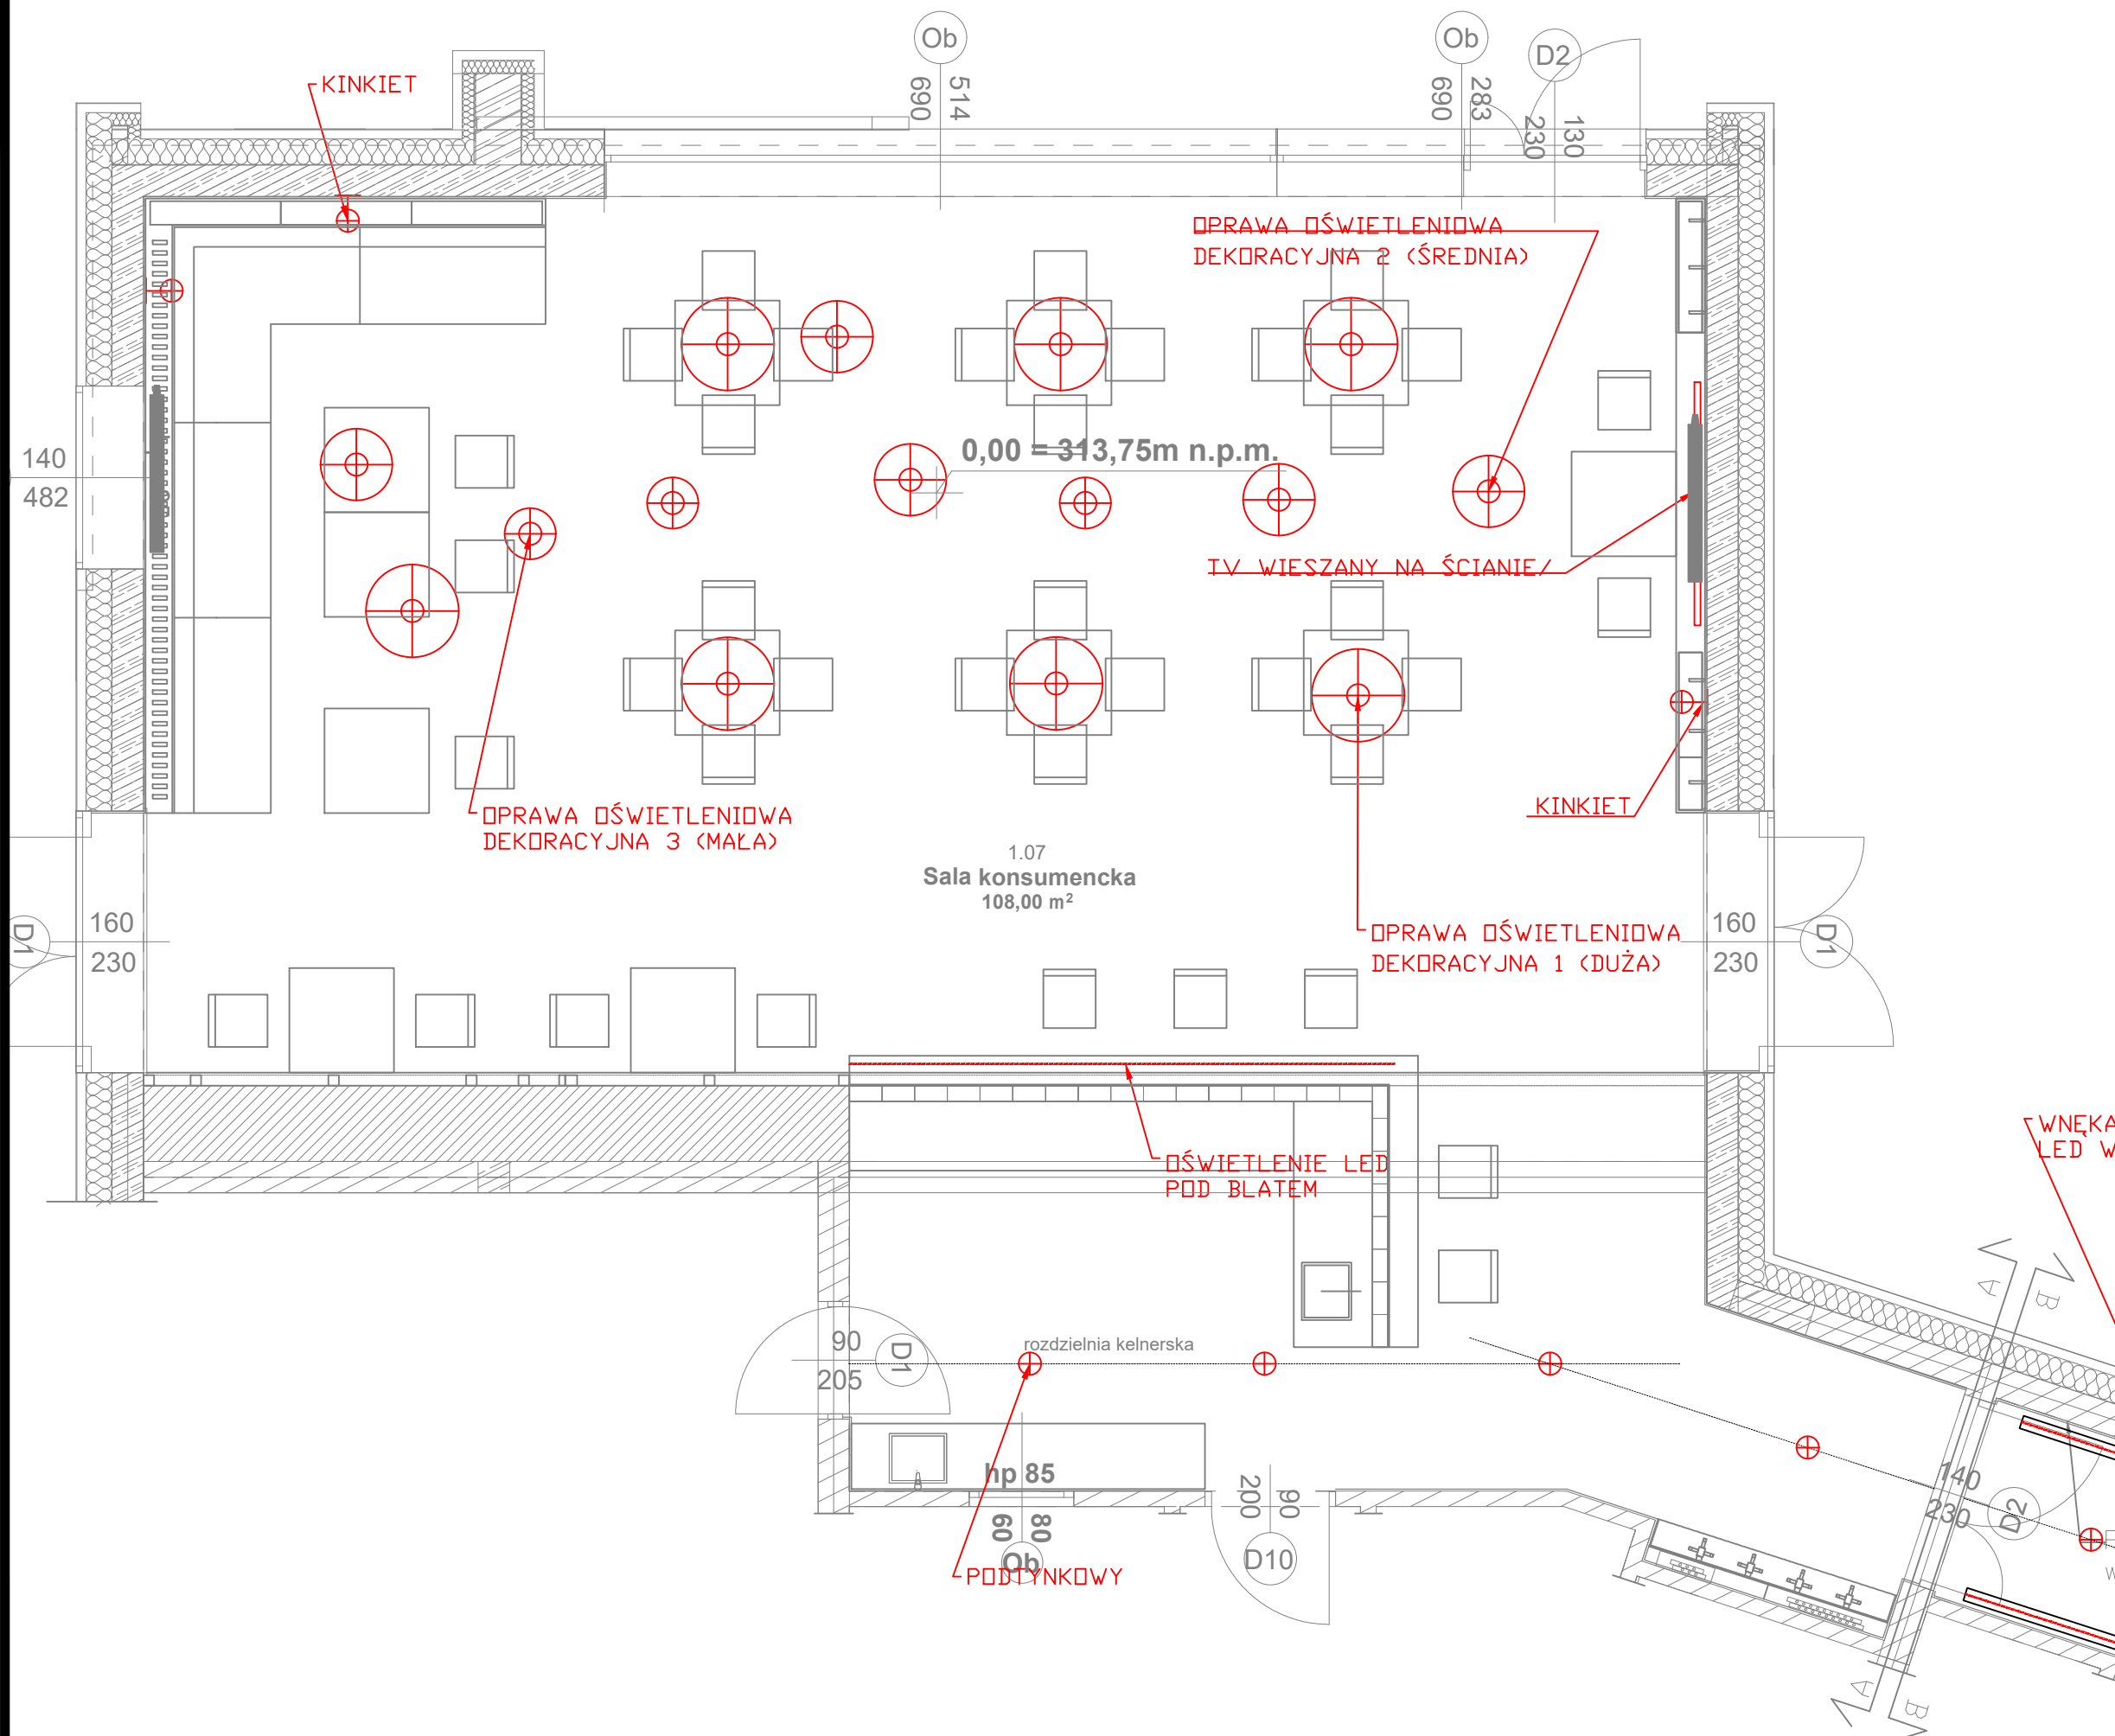 Ob
Ob
D2
KINKIET
690
514
690
283
230
130
OPRAWA OŚWIETLENIOWA
DEKORACYJNA 2 (ŚREDNIA)
0,00 = 313,75m n.p.m.
140
482
TV WIESZANY NA ŚCIANIE/
KINKIET
OPRAWA OŚWIETLENIOWA
DEKORACYJNA 3 (MAŁA)
1.07
Sala konsumencka
108,00 m²
D1
160
230
OPRAWA OŚWIETLENIOWA
DEKORACYJNA 1 (DUŻA)
160
230
D1
WNĘKA
LED W
OŚWIETLENIE LED
POD BLATEM
A
B
90
205
D1
rozdzielnia kelnerska
hp 85
60
80
Ob
200
90
D10
140
230
D2
PODTYNKOWY
W
A
B